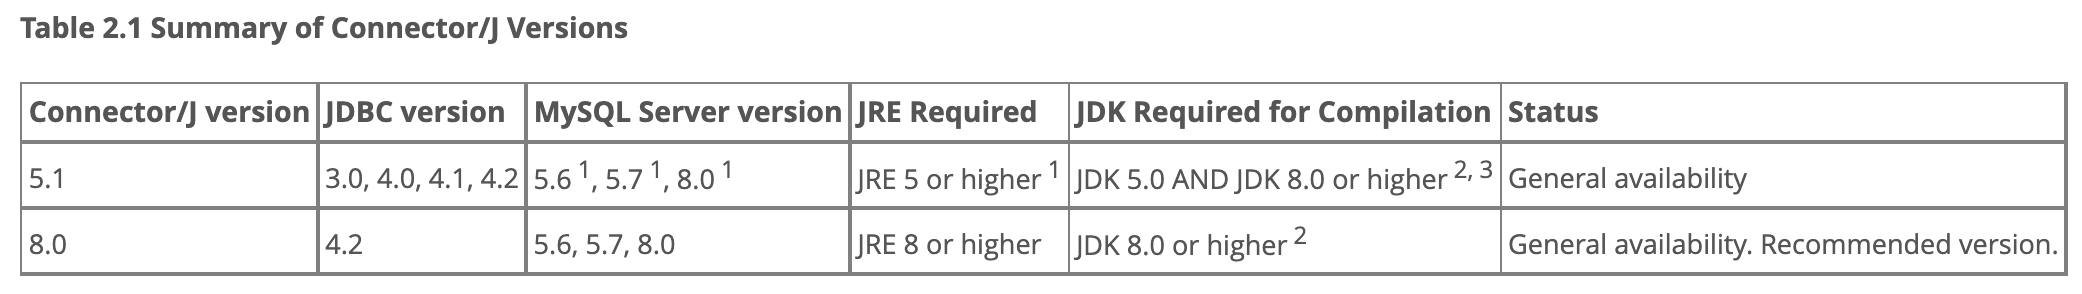 Table 2.1 Summary of Connector/J Versions
Connector/J version JDBC version MySQL Server version JRE Required JDK Required for Compilation Status
5.1 3.0, 4.0, 4.1, 4.2 5.6 1, 5.7 1, 8.0 1 JRE 5 or higher 1 JDK 5.0 AND JDK 8.0 or higher 2, 3 General availability
8.0 4.2 5.6, 5.7, 8.0 JRE 8 or higher JDK 8.0 or higher 2 General availability. Recommended version.